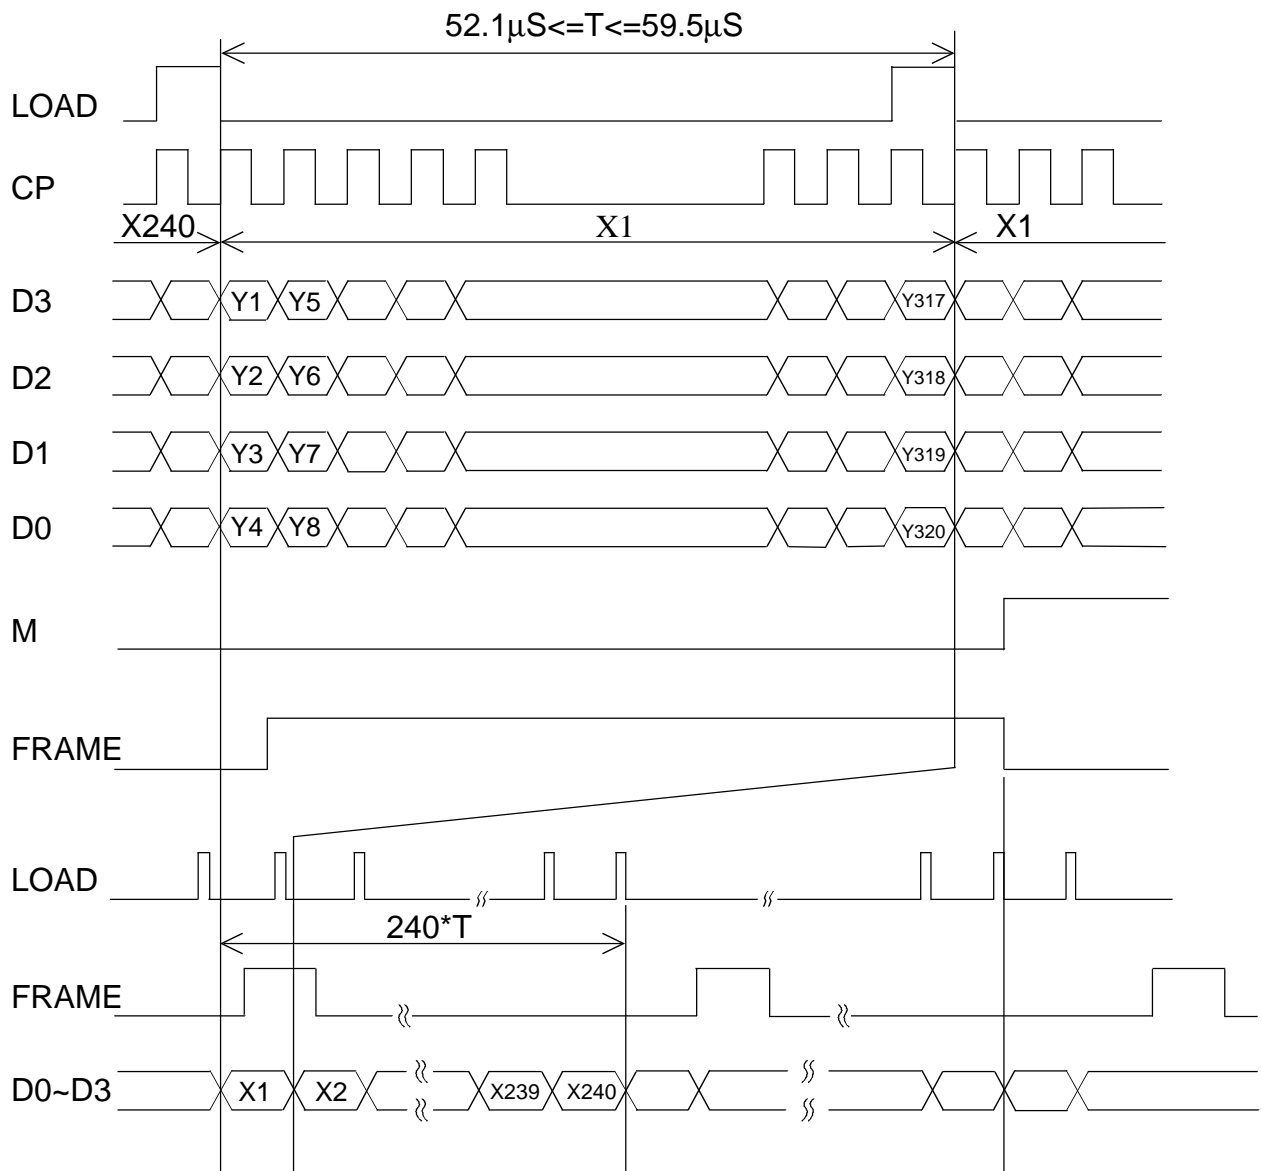 52.1μS<=T<=59.5μS
LOAD
CP
X240 X1 X1
D3 Y1 Y5 Y317
D2 Y2 Y6 Y318
D1 Y3 Y7 Y319
D0 Y4 Y8 Y320
M
FRAME
LOAD
240*T
FRAME
D0~D3 X1 X2 X239 X240